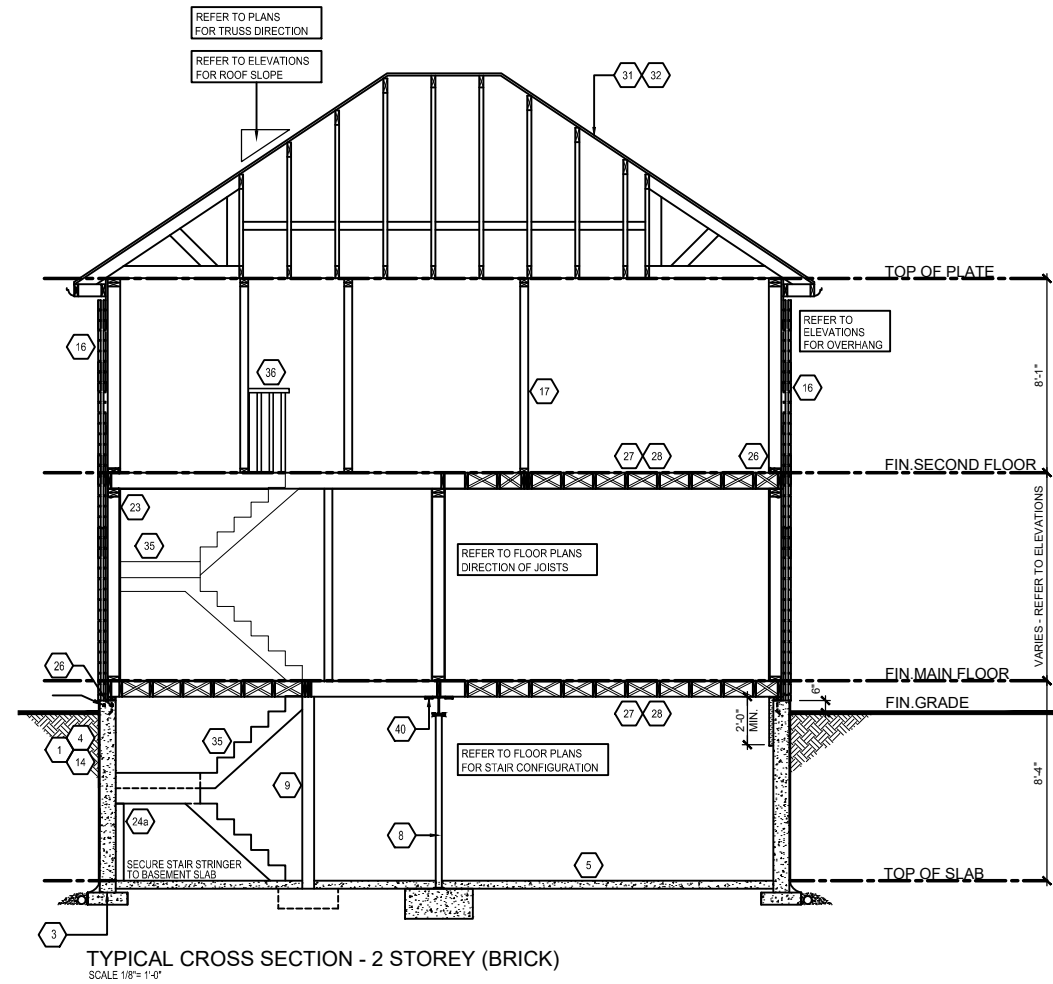 REFER TO PLANS
FOR TRUSS DIRECTION
REFER TO ELEVATIONS
FOR ROOF SLOPE
31
32
TOP OF PLATE
REFER TO
ELEVATIONS
FOR OVERHANG
16
36
17
16
8'-1"
27
28
26
FIN.SECOND FLOOR
23
35
REFER TO FLOOR PLANS
DIRECTION OF JOISTS
VARIES - REFER TO ELEVATIONS
26
FIN.MAIN FLOOR
6"
FIN.GRADE
4
1
14
35
40
27
28
2'-0"
MIN.
REFER TO FLOOR PLANS
FOR STAIR CONFIGURATION
9
8'-4"
24a
8
SECURE STAIR STRINGER
TO BASEMENT SLAB
5
TOP OF SLAB
3
TYPICAL CROSS SECTION - 2 STOREY (BRICK)
SCALE 1/8"= 1'-0"